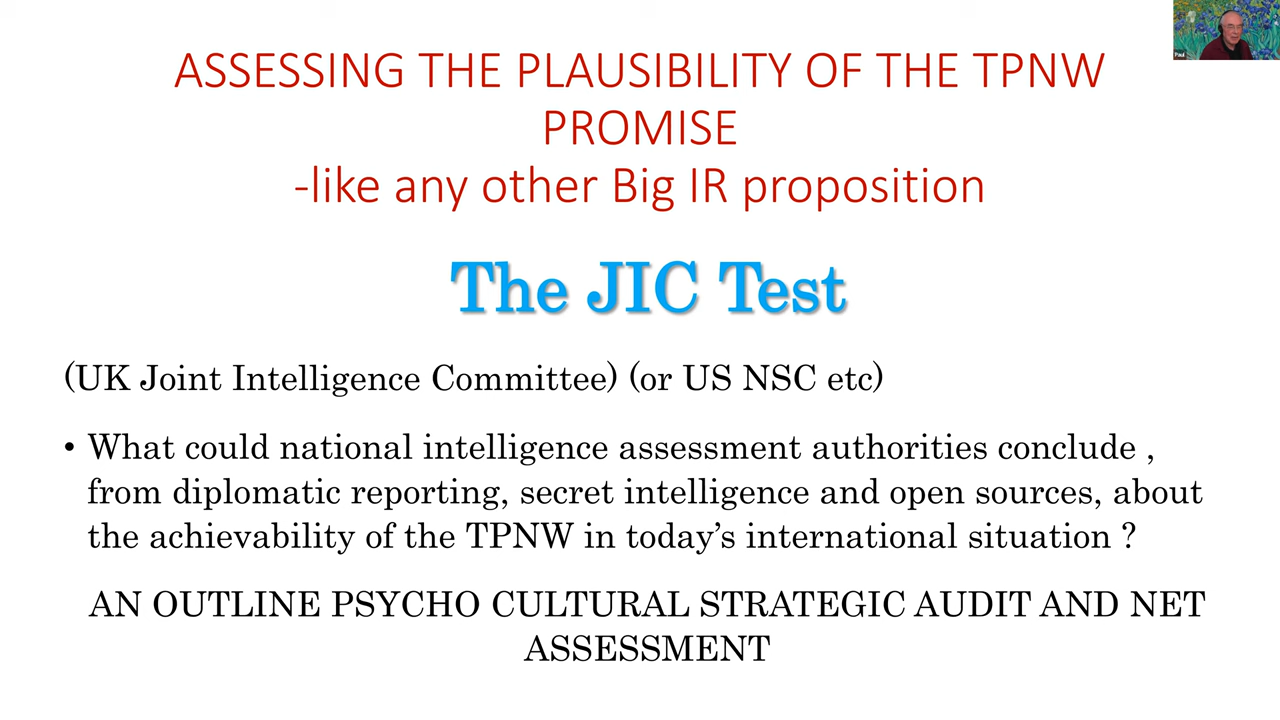 ASSESSING THE PLAUSIBILITY OF THE TPNW
PROMISE
-like any other Big IR proposition
The JIC Test
(UK Joint Intelligence Committee) (or US NSC etc)
• What could national intelligence assessment authorities conclude ,
from diplomatic reporting, secret intelligence and open sources, about
the achievability of the TPNW in today’s international situation ?
AN OUTLINE PSYCHO CULTURAL STRATEGIC AUDIT AND NET
ASSESSMENT
Paul